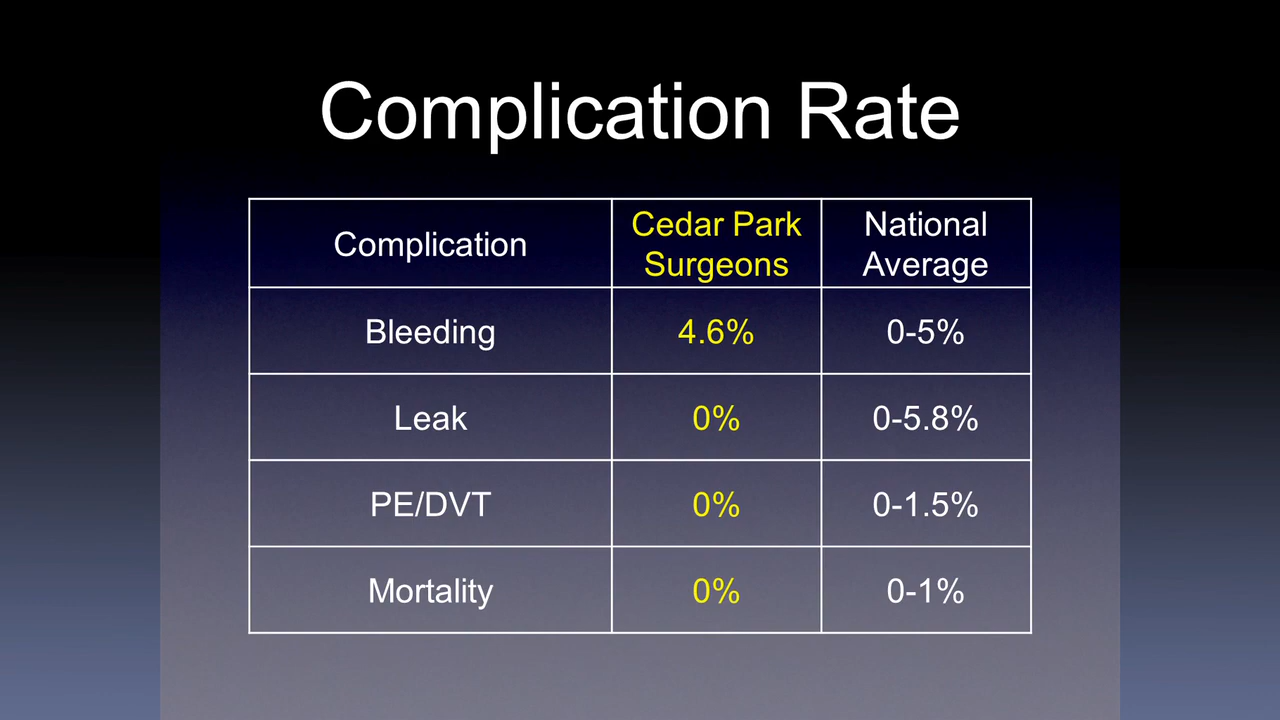 Complication Rate
Complication
Cedar Park
Surgeons
National
Average
Bleeding
4.6%
0-5%
Leak
0%
0-5.8%
PE/DVT
0%
0-1.5%
Mortality
0%
0-1%